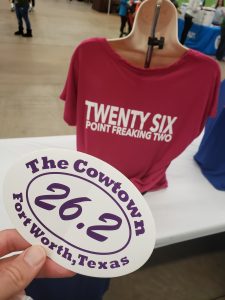 TWENTY SIX
POINT FREAKING TWO
The Cowtown
26.2
Fort Worth, Texas